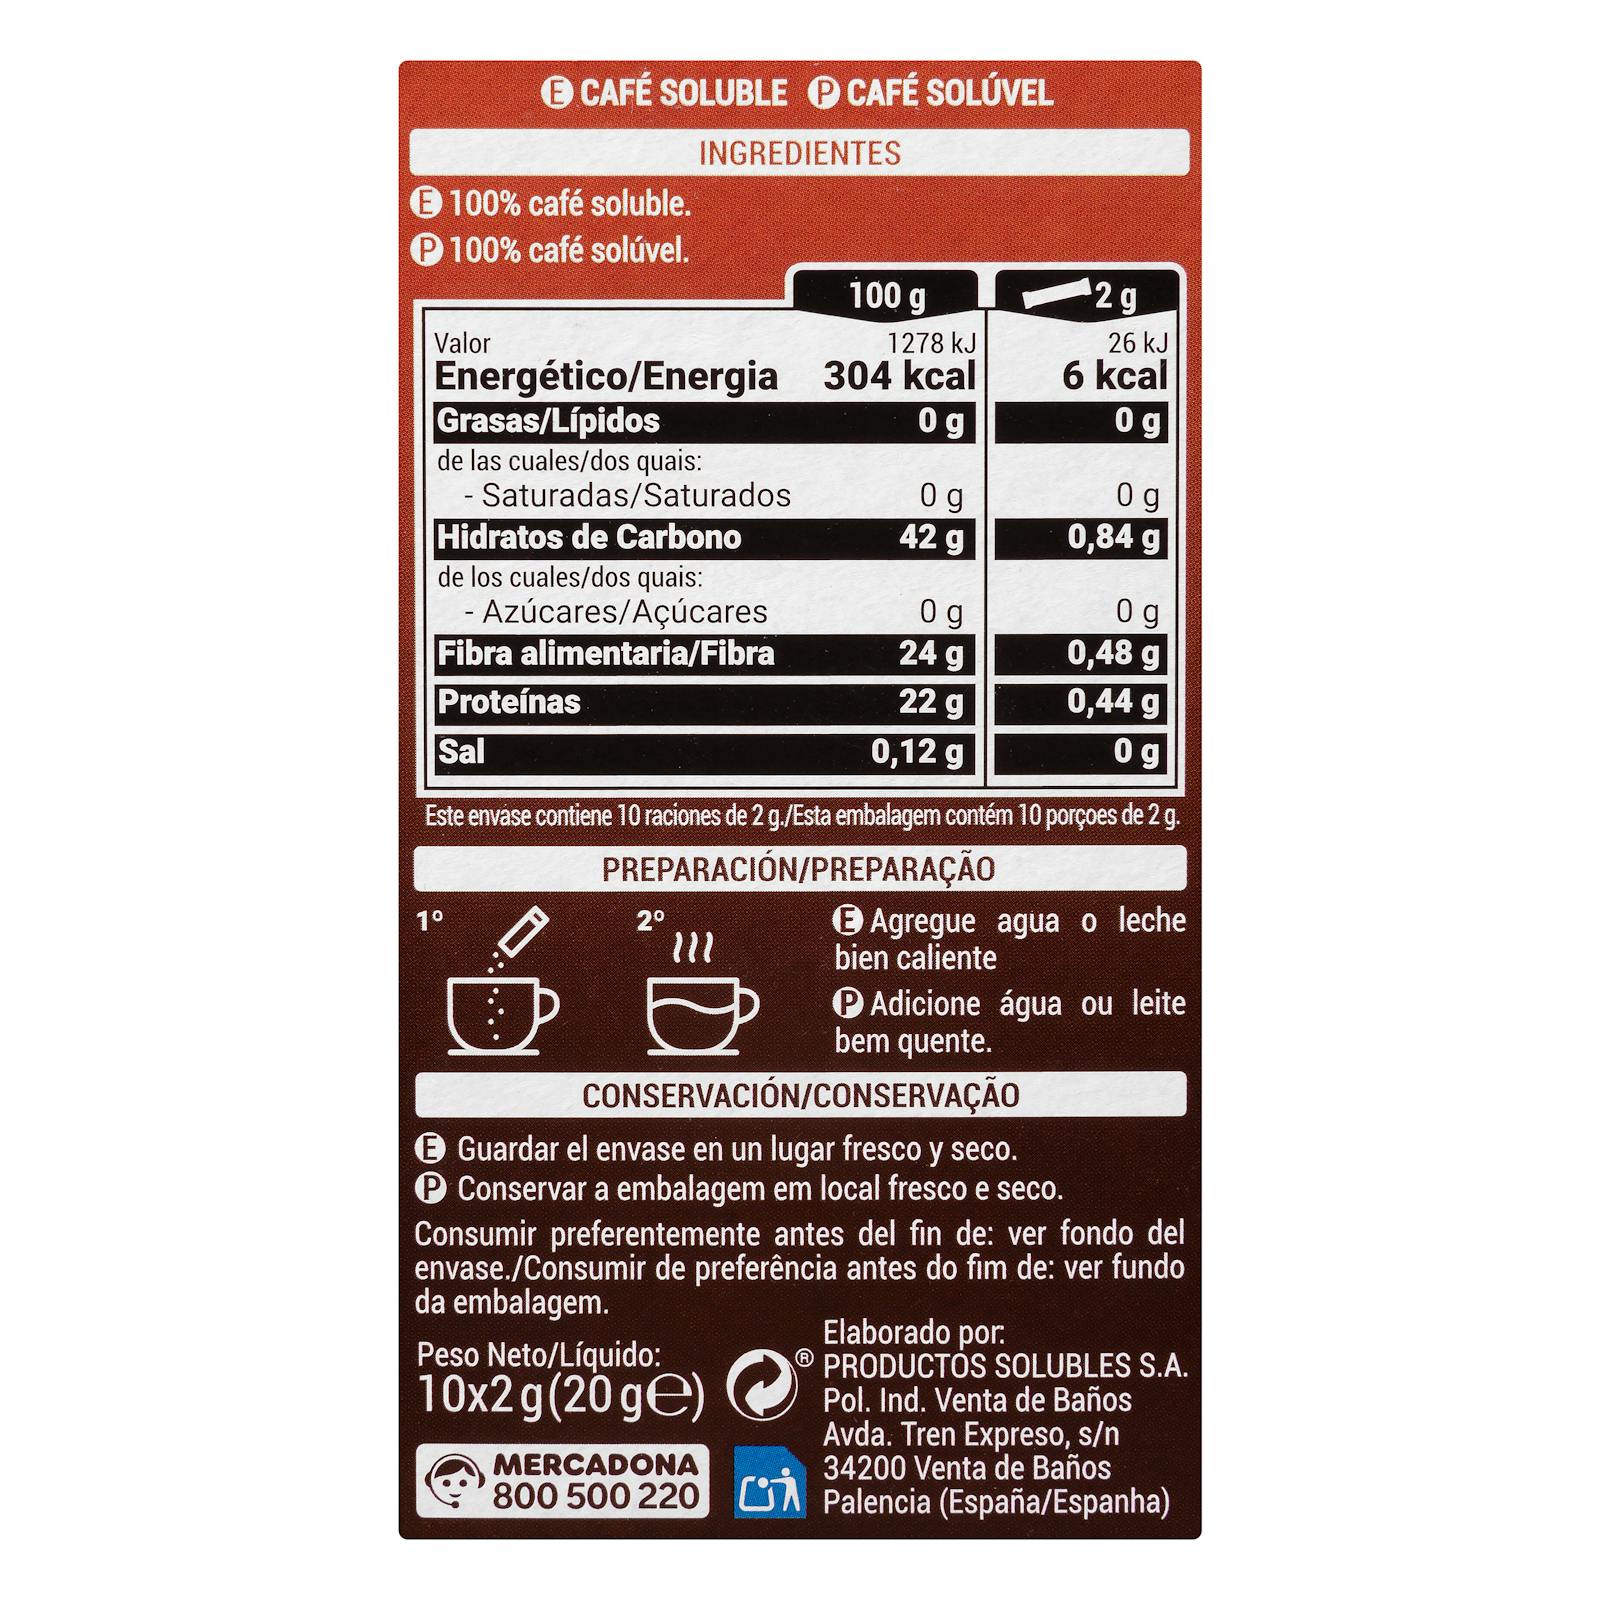 E CAFÉ SOLUBLE P CAFÉ SOLÚVEL
INGREDIENTES
E 100% café soluble.
P 100% café solúvel.
100 g 2 g
Valor 1278 kJ 26 kJ
Energético/Energia 304 kcal 6 kcal
Grasas/Lípidos 0 g 0 g
de las cuales/dos quais:
- Saturadas/Saturados 0 g 0 g
Hidratos de Carbono 42 g 0,84 g
de los cuales/dos quais:
- Azúcares/Açúcares 0 g 0 g
Fibra alimentaria/Fibra 24 g 0,48 g
Proteínas 22 g 0,44 g
Sal 0,12 g 0 g
Este envase contiene 10 raciones de 2 g./Esta embalagem contém 10 porçoes de 2 g.
PREPARACIÓN/PREPARAÇÃO
1º 2º
E Agregue agua o leche
bien caliente
P Adicione água ou leite
bem quente.
CONSERVACIÓN/CONSERVAÇÃO
E Guardar el envase en un lugar fresco y seco.
P Conservar a embalagem em local fresco e seco.
Consumir preferentemente antes del fin de: ver fondo del
envase./Consumir de preferência antes do fim de: ver fundo
da embalagem.
Peso Neto/Líquido:
10x2 g (20 g℮)
®
Elaborado por:
PRODUCTOS SOLUBLES S.A.
Pol. Ind. Venta de Baños
Avda. Tren Expreso, s/n
34200 Venta de Baños
Palencia (España/Espanha)
MERCADONA
800 500 220